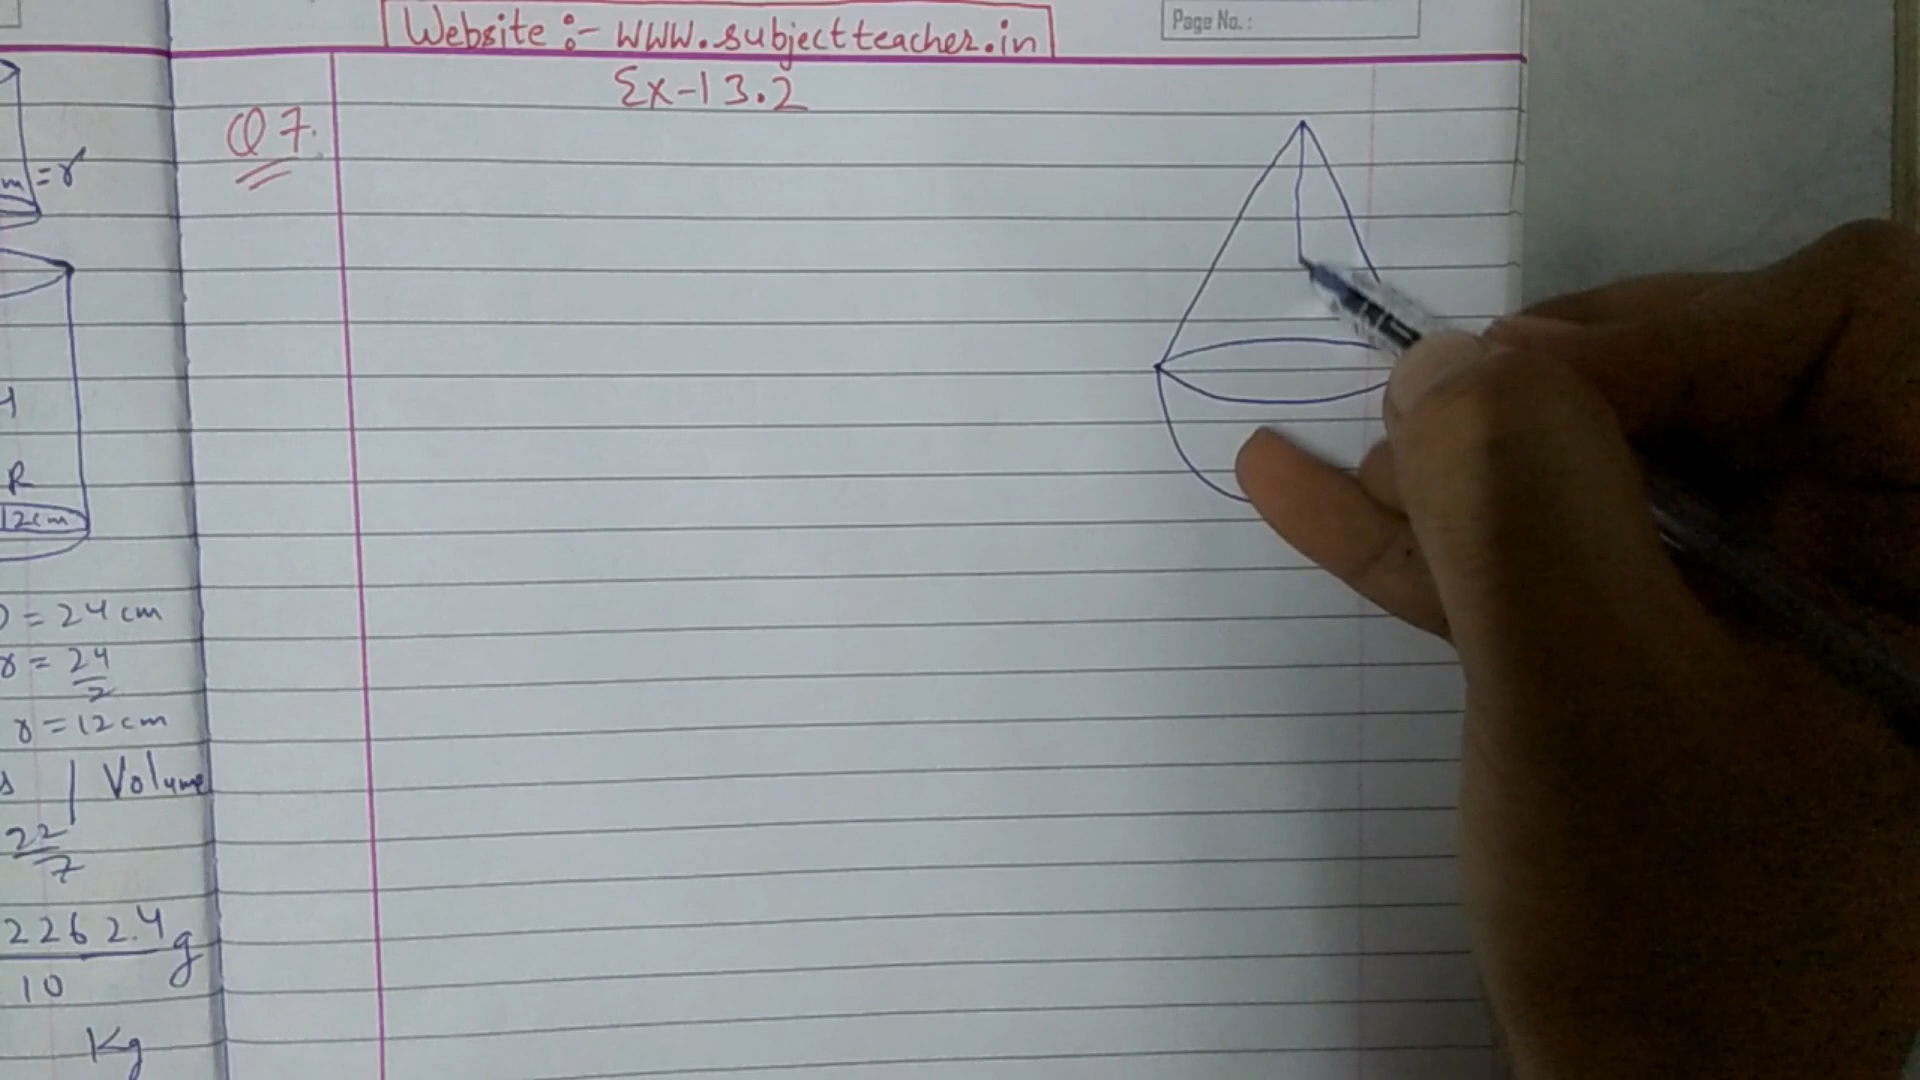 Website :- www.subjectteacher.in
Page No. :
Ex-13.2
Q7.
m = r
H
R
12cm
= 24 cm
r = 24/2
r = 12 cm
s | Volume
22/7
2262.4/10 g
Kg